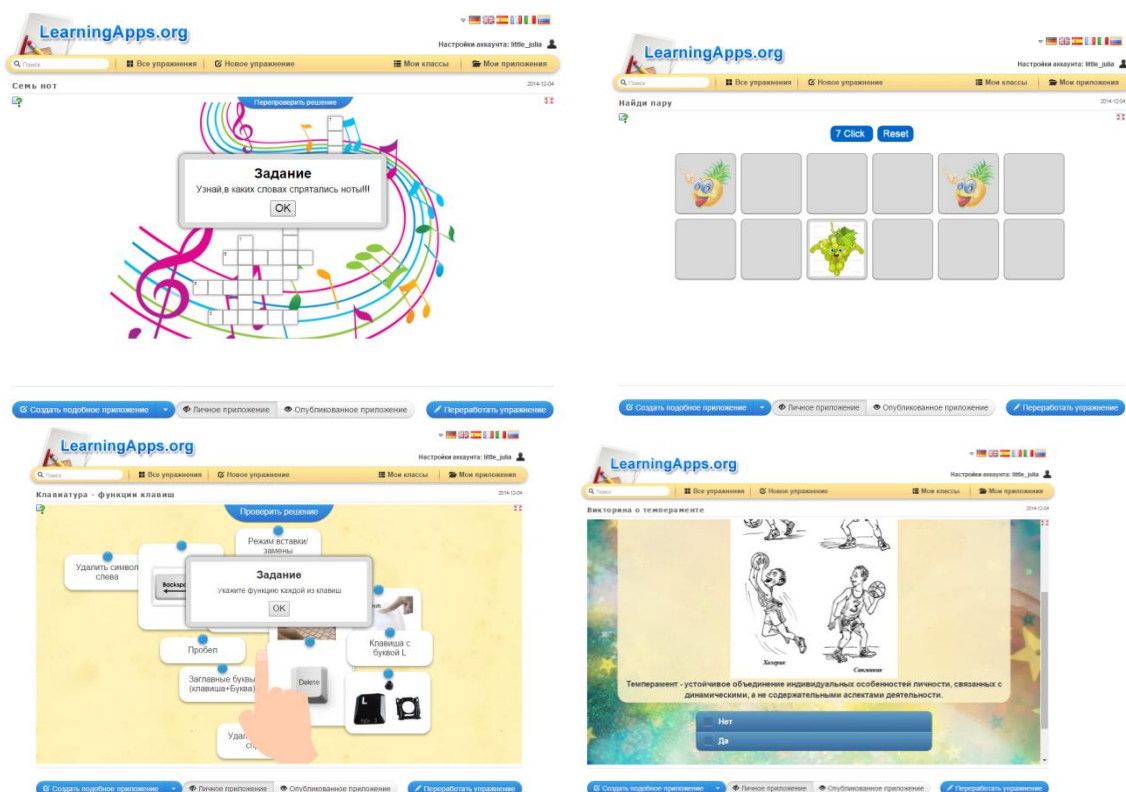 LearningApps.org
Настройки аккаунта: little_julia
Поиск
Все упражнения
Новое упражнение
Мои классы
Мои приложения
Семь нот
2014-12-04
Перепроверить решение
Задание
Узнай,в каких словах спрятались ноты!!!
OK
Создать подобное приложение
Личное приложение
Опубликованное приложение
Переработать упражнение
LearningApps.org
Настройки аккаунта: little_julia
Поиск
Все упражнения
Новое упражнение
Мои классы
Мои приложения
Найди пару
2014-12-04
7 Click
Reset
Создать подобное приложение
Личное приложение
Опубликованное приложение
Переработать упражнение
LearningApps.org
Настройки аккаунта: little_julia
Поиск
Все упражнения
Новое упражнение
Мои классы
Мои приложения
Клавиатура - функции клавиш
2014-12-04
Проверить решение
Режим вставки/
замены
Удалить символ
слева
Задание
Укажите функцию каждой из клавиш
OK
Пробел
Клавиша с
буквой L
Заглавные буквы
(клавиша+Буква)
Delete
L
Создать подобное приложение
Личное приложение
Опубликованное приложение
Переработать упражнение
LearningApps.org
Настройки аккаунта: little_julia
Поиск
Все упражнения
Новое упражнение
Мои классы
Мои приложения
Викторина о темпераменте
2014-12-04
3
Холерик
Сангвиник
Темперамент - устойчивое объединение индивидуальных особенностей личности, связанных с
динамическими, а не содержательными аспектами деятельности.
Нет
Да
Создать подобное приложение
Личное приложение
Опубликованное приложение
Переработать упражнение